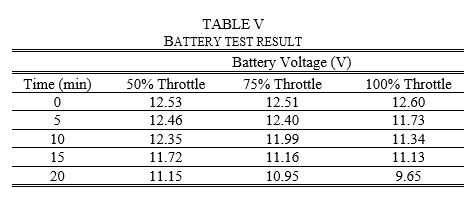 TABLE V
BATTERY TEST RESULT
Battery Voltage (V)
Time (min) 50% Throttle 75% Throttle 100% Throttle
0 12.53 12.51 12.60
5 12.46 12.40 11.73
10 12.35 11.99 11.34
15 11.72 11.16 11.13
20 11.15 10.95 9.65